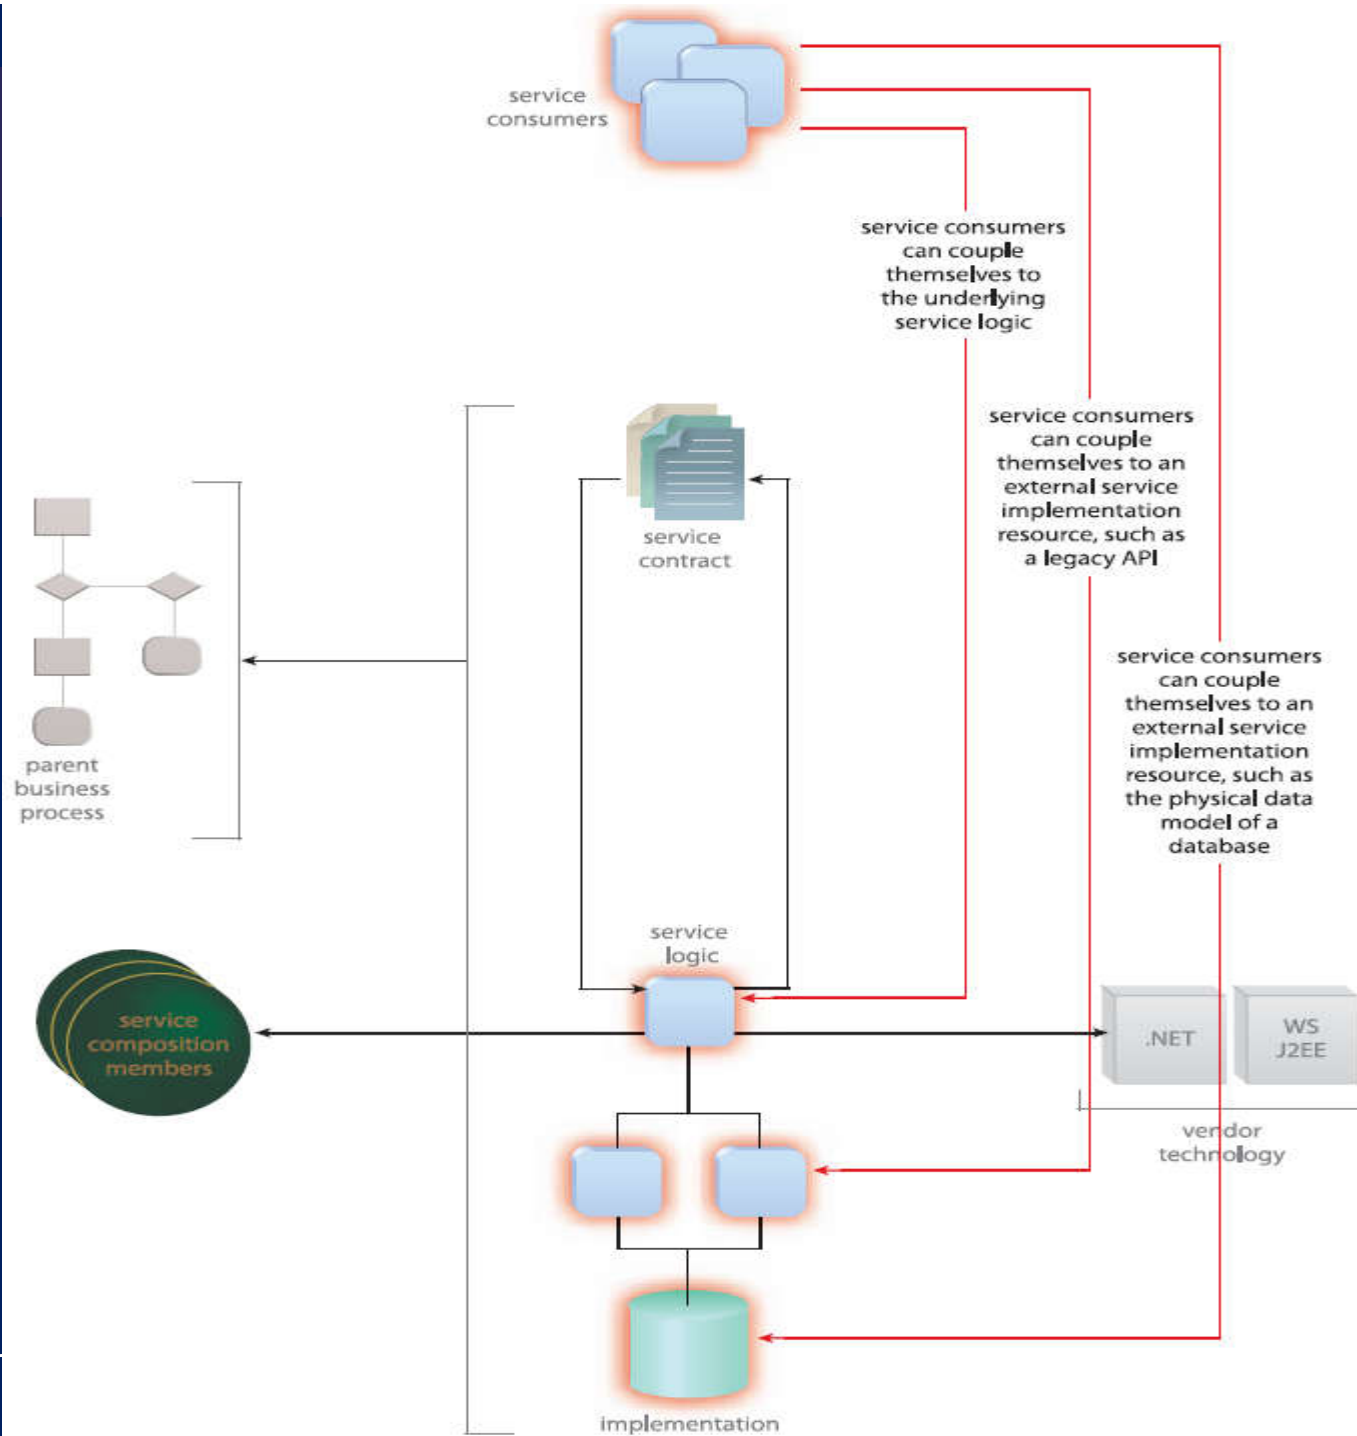 service
consumers
service consumers
can couple
themselves to
the underlying
service logic
service consumers
can couple
themselves to an
external service
implementation
resource, such as
a legacy API
service
contract
service consumers
can couple
themselves to an
external service
implementation
resource, such as
the physical data
model of a
database
parent
business
process
service
logic
service
composition
members
.NET
WS
J2EE
vendor
technology
implementation